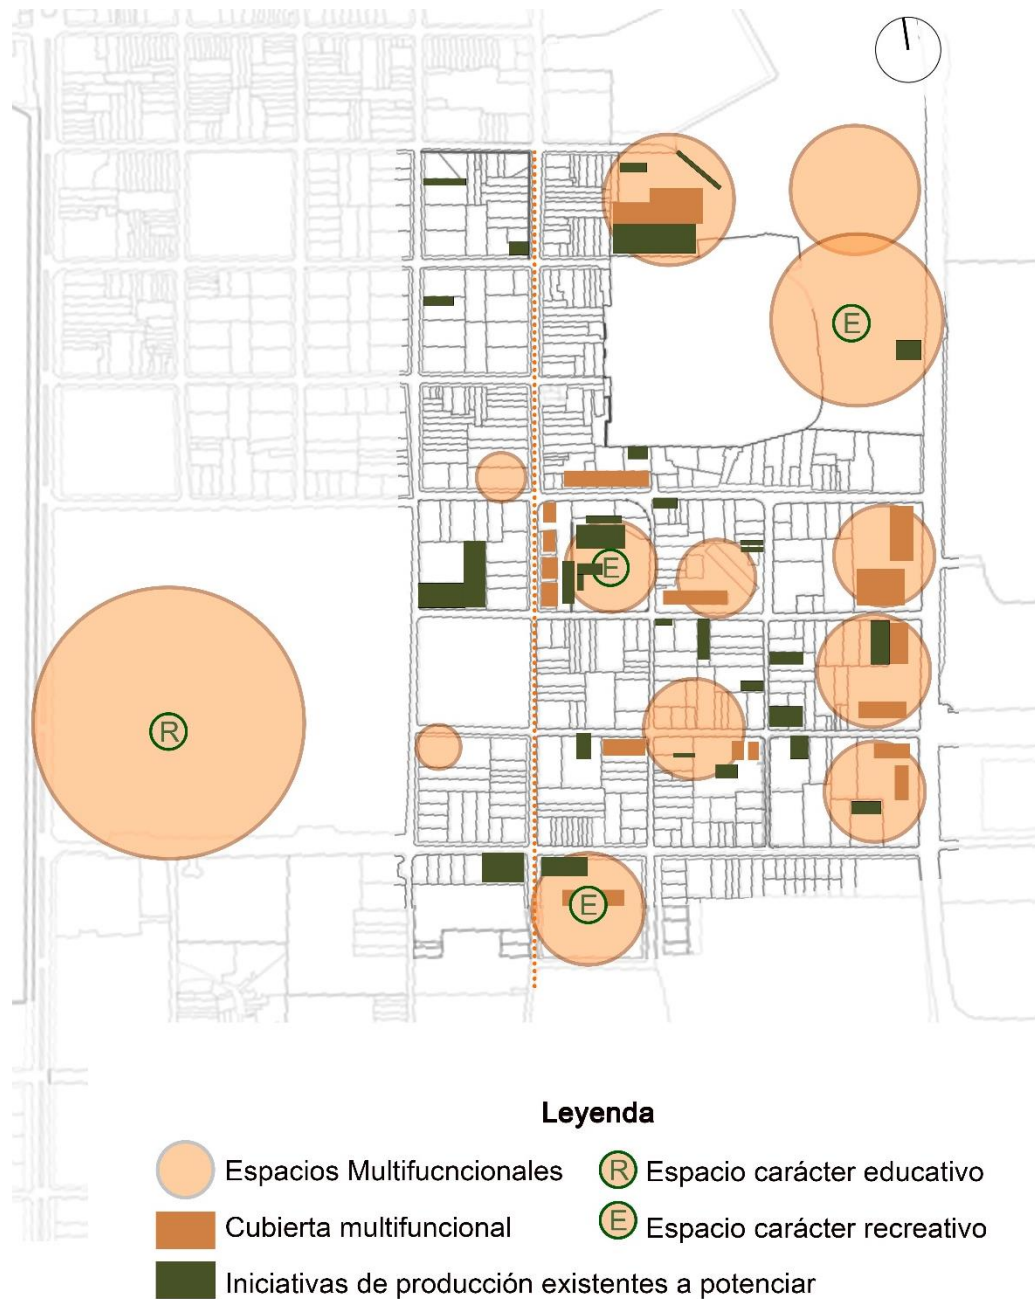 E
E
E
R
E
Leyenda
Espacios Multifucncionales
R Espacio carácter educativo
Cubierta multifuncional
E Espacio carácter recreativo
Iniciativas de producción existentes a potenciar